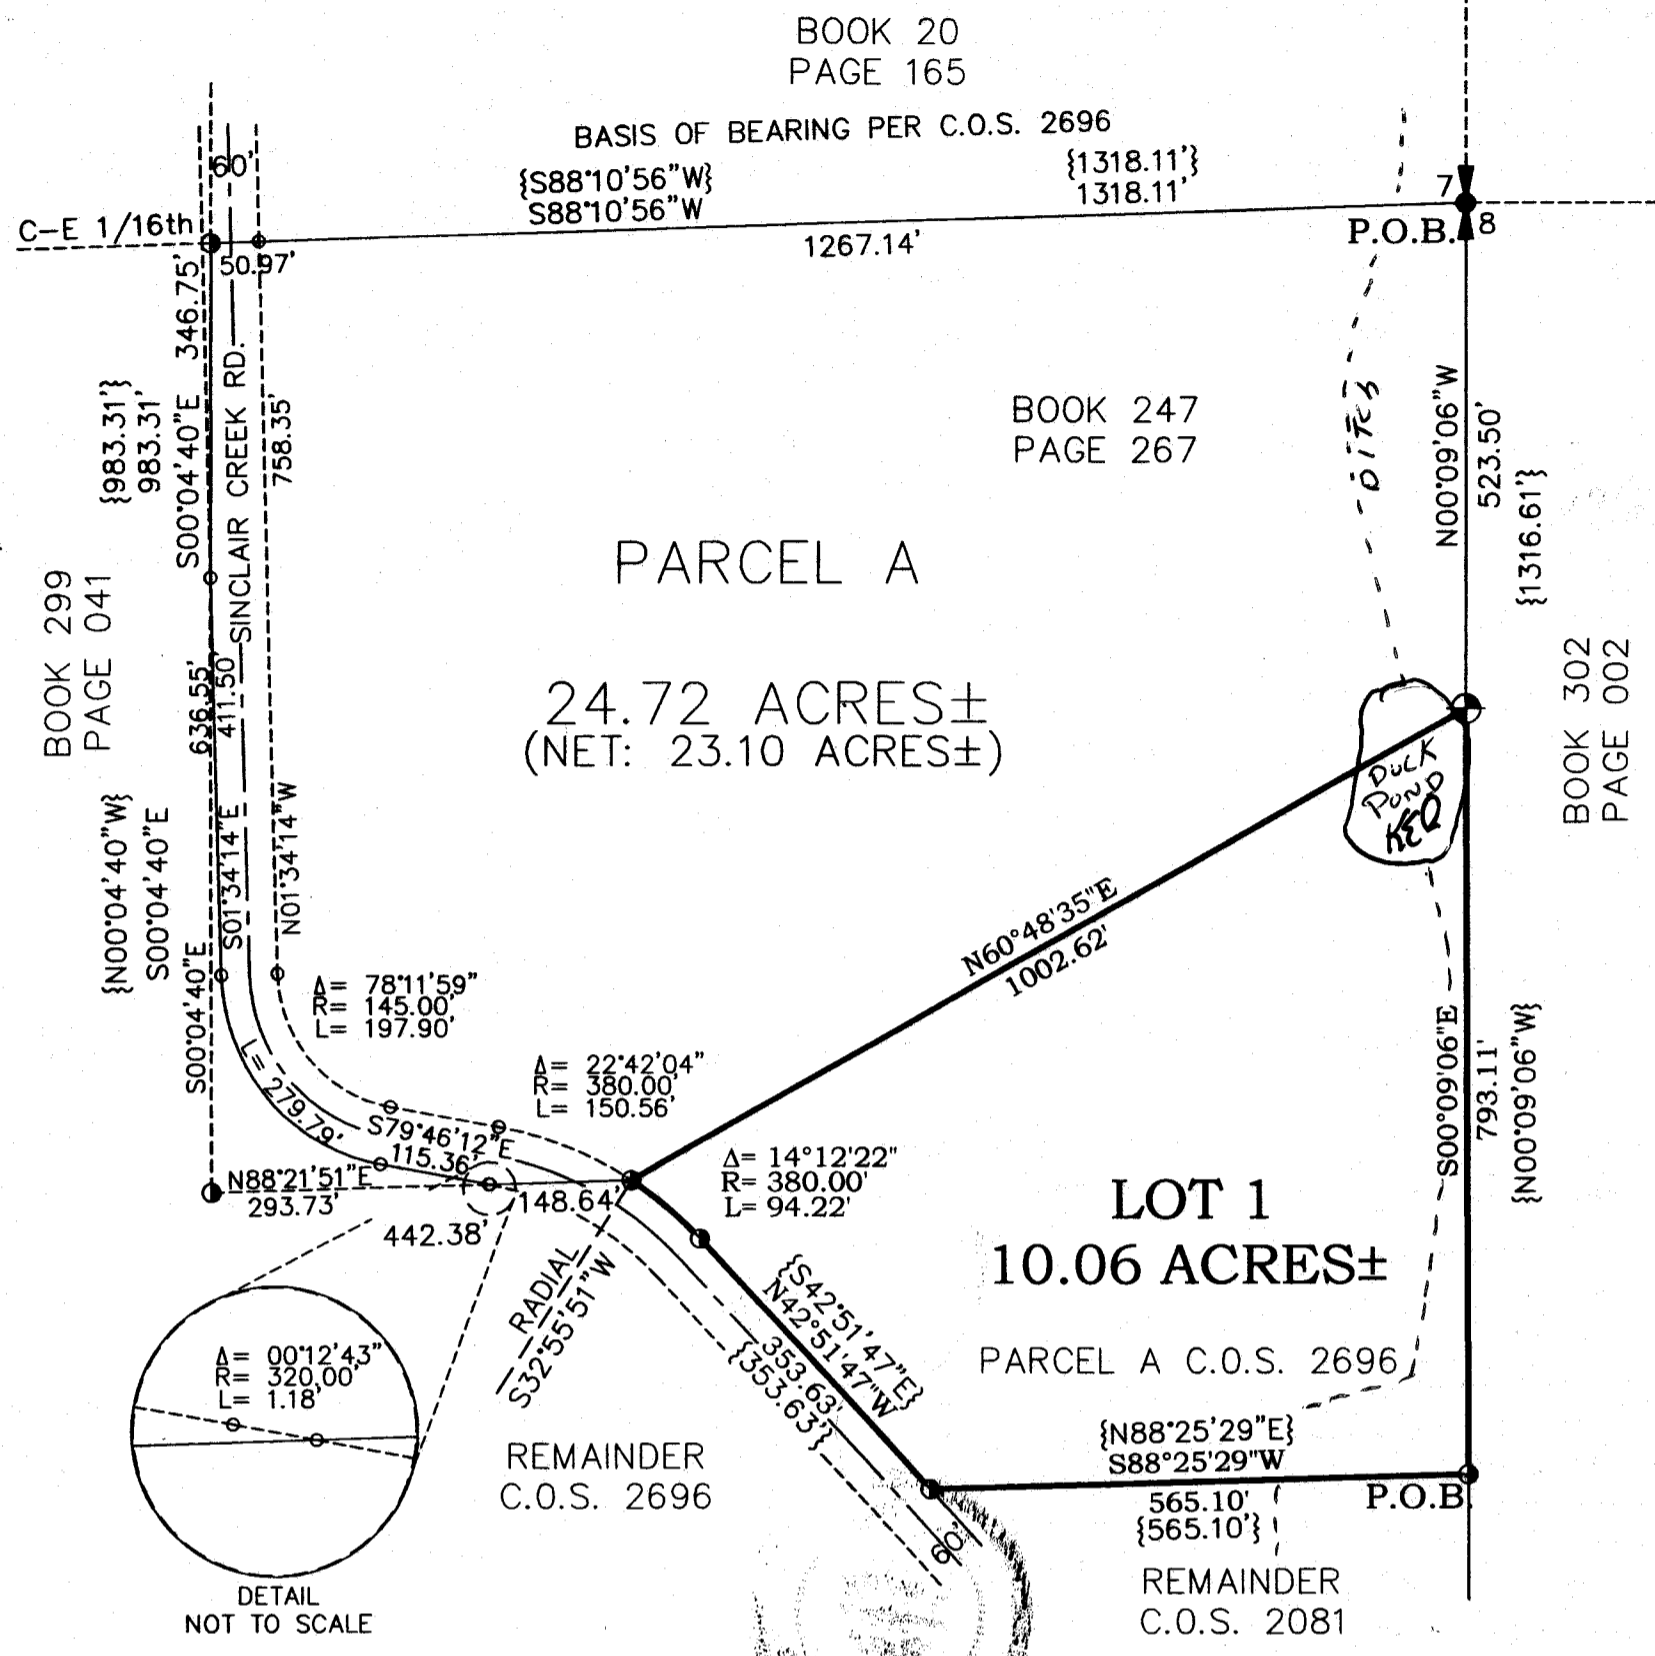 BOOK 20
PAGE 165
BASIS OF BEARING PER C.O.S. 2696
60'
{S88°10'56"W}
S88°10'56"W
{1318.11'}
1318.11'
7
8
C-E 1/16th
P.O.B.
50.97'
1267.14'
346.75'
S00°04'40"E
{983.31'}
983.31'
SINCLAIR CREEK RD.
758.35'
BOOK 247
PAGE 267
DITCH
N00°09'06"W
523.50'
{1316.61'}
PARCEL A
24.72 ACRES±
(NET: 23.10 ACRES±)
BOOK 299
PAGE 041
636.55'
411.50'
BOOK 302
PAGE 002
DUCK
POND
{N00°04'40"W}
S00°04'40"E
S00°04'40"E
S01°34'14"E
N01°34'14"W
N60°48'35"E
1002.62'
Δ= 78°11'59"
R= 145.00'
L= 197.90'
Δ= 22°42'04"
R= 380.00'
L= 150.56'
L= 279.79'
S79°46'12"E
115.36'
N88°21'51"E
293.73'
148.64'
442.38'
Δ= 14°12'22"
R= 380.00'
L= 94.22'
S00°09'06"E
793.11'
{N00°09'06"W}
LOT 1
10.06 ACRES±
RADIAL
S32°55'51"W
{S42°51'47"E}
N42°51'47"W
353.63'
{353.63'}
PARCEL A C.O.S. 2696
Δ= 00°12'43"
R= 320.00'
L= 1.18'
DETAIL
NOT TO SCALE
REMAINDER
C.O.S. 2696
{N88°25'29"E}
S88°25'29"W
565.10'
{565.10'}
P.O.B.
60'
REMAINDER
C.O.S. 2081